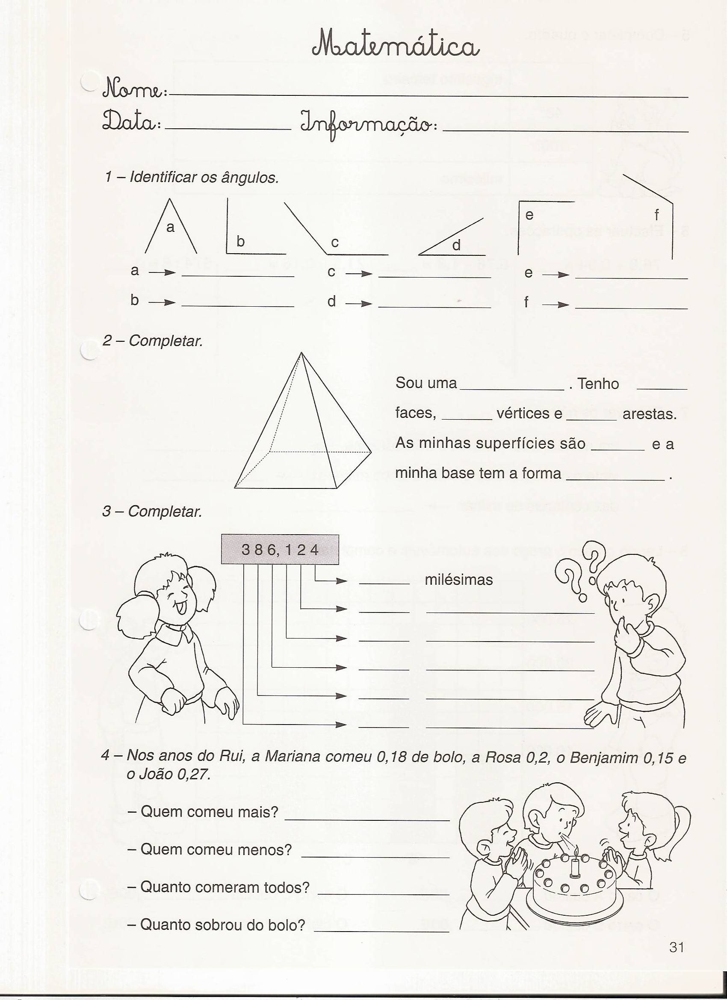 Matemática
Nome:
Data: Informação:
1 – Identificar os ângulos.
a b c d e f
a c e
b d f
2 – Completar.
Sou uma . Tenho
faces, vértices e arestas.
As minhas superfícies são e a
minha base tem a forma .
3 – Completar.
386,124
milésimas
4 – Nos anos do Rui, a Mariana comeu 0,18 de bolo, a Rosa 0,2, o Benjamim 0,15 e
o João 0,27.
– Quem comeu mais?
– Quem comeu menos?
– Quanto comeram todos?
– Quanto sobrou do bolo?
31